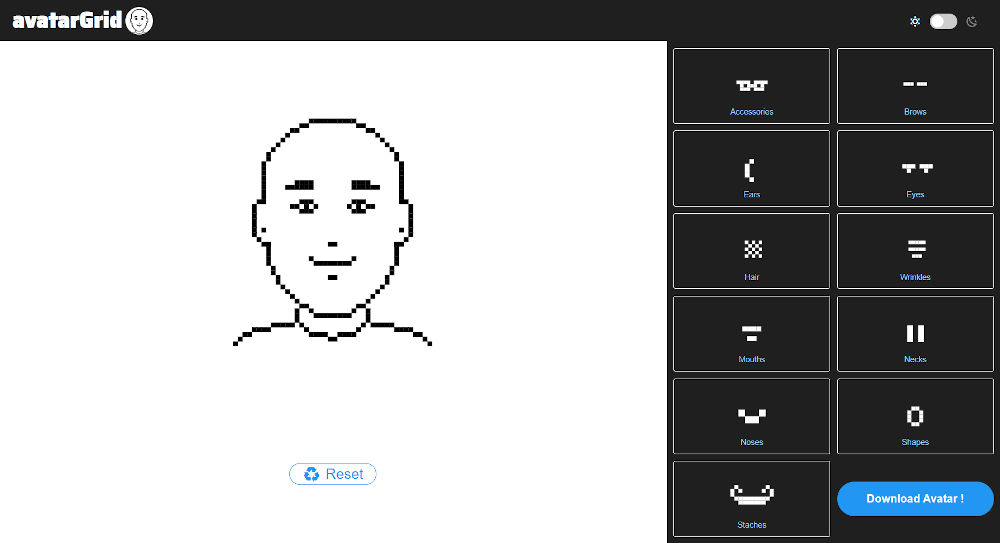 avatarGrid
Accessories
Brows
Ears
Eyes
Hair
Wrinkles
Mouths
Necks
Noses
Shapes
Staches
Download Avatar !
Reset